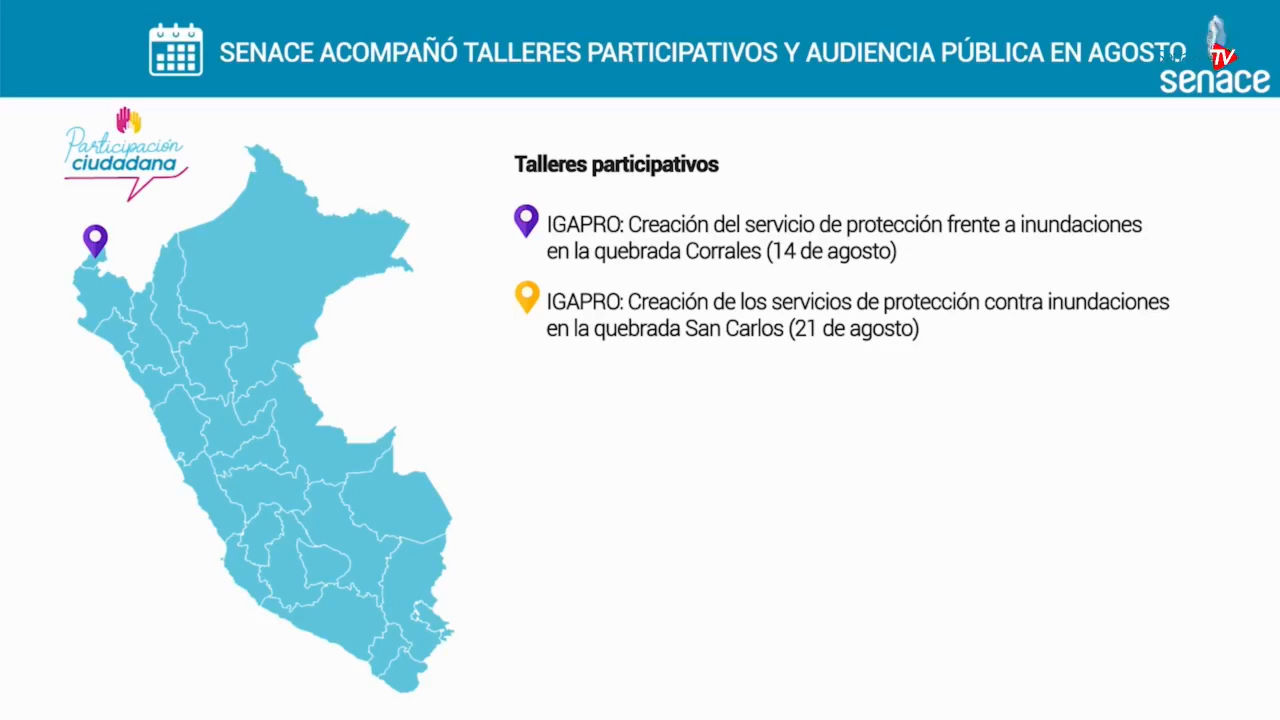 SENACE ACOMPAÑÓ TALLERES PARTICIPATIVOS Y AUDIENCIA PÚBLICA EN AGOSTO
TV
senace
Participación
ciudadana
Talleres participativos
IGAPRO: Creación del servicio de protección frente a inundaciones
en la quebrada Corrales (14 de agosto)
IGAPRO: Creación de los servicios de protección contra inundaciones
en la quebrada San Carlos (21 de agosto)